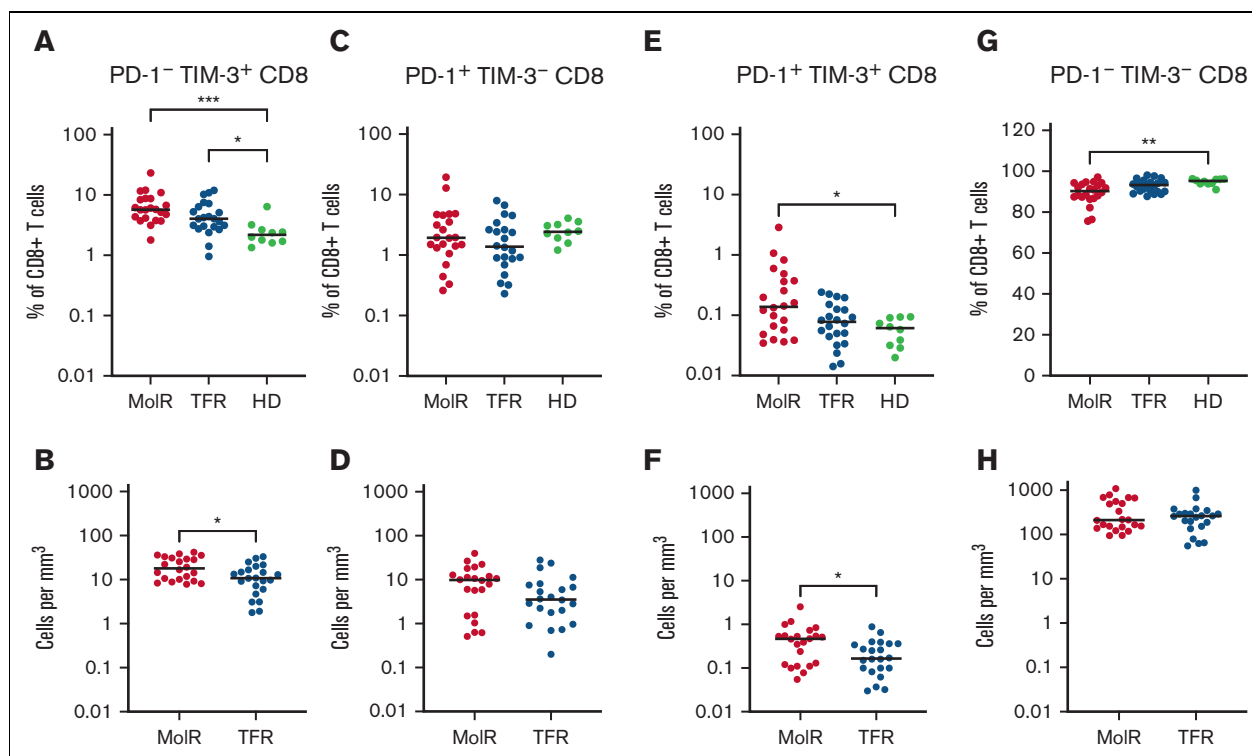 A
PD-1⁻ TIM-3⁺ CD8
***
*
% of CD8+ T cells
100
10
1
0.1
0.01
MolR TFR HD
C
PD-1⁺ TIM-3⁻ CD8
% of CD8+ T cells
100
10
1
0.1
0.01
MolR TFR HD
E
PD-1⁺ TIM-3⁺ CD8
*
% of CD8+ T cells
100
10
1
0.1
0.01
MolR TFR HD
G
PD-1⁻ TIM-3⁻ CD8
**
% of CD8+ T cells
120
100
80
60
40
20
0
MolR TFR HD
B
*
Cells per mm³
1000
100
10
1
0.1
0.01
MolR TFR
D
Cells per mm³
1000
100
10
1
0.1
0.01
MolR TFR
F
*
Cells per mm³
1000
100
10
1
0.1
0.01
MolR TFR
H
Cells per mm³
1000
100
10
1
0.1
0.01
MolR TFR